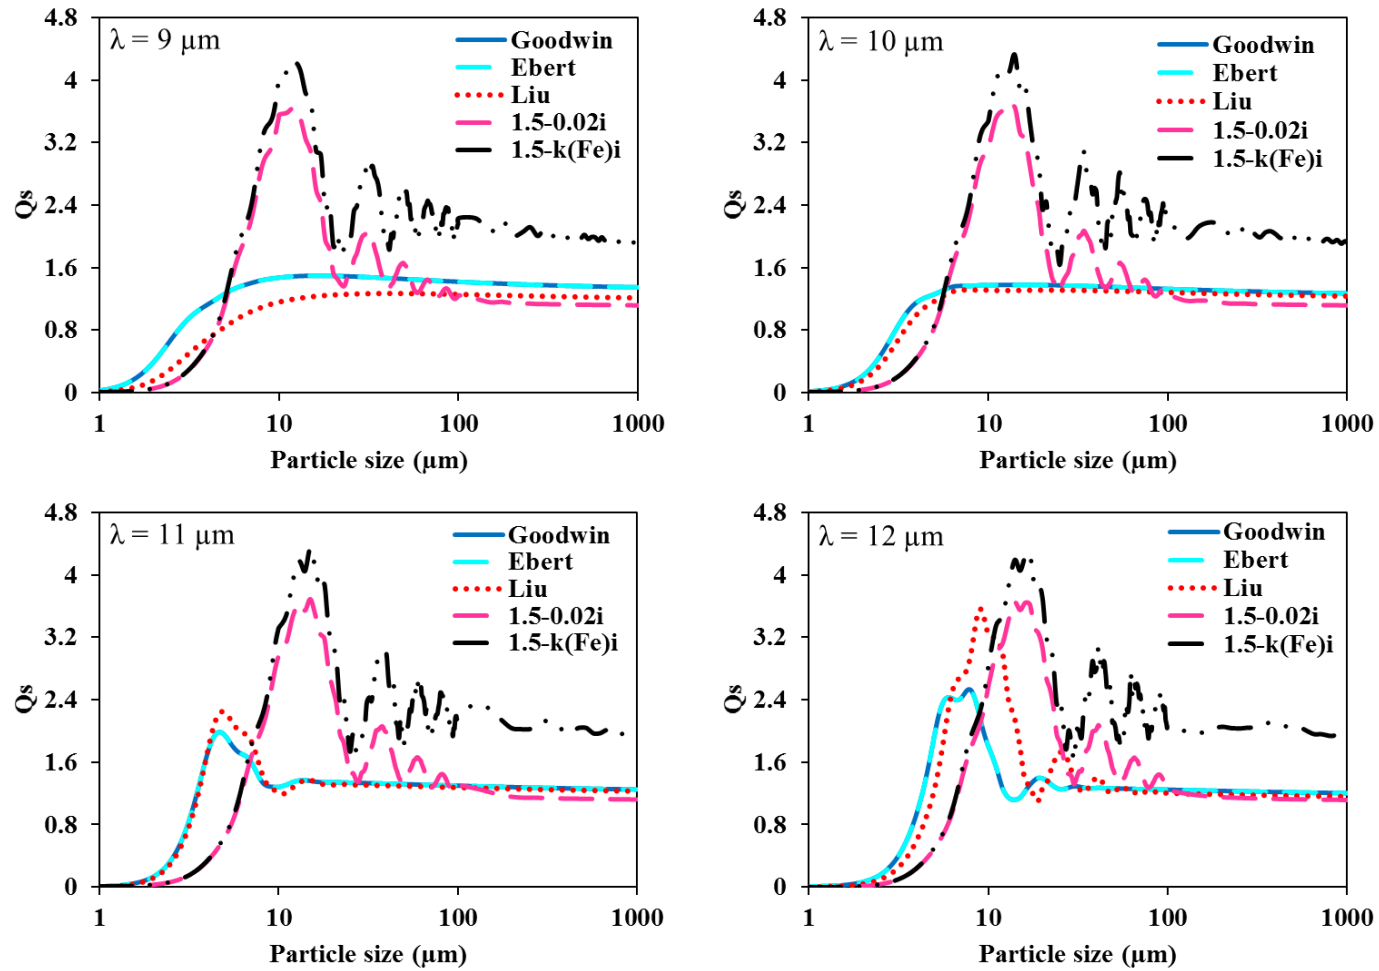 λ = 9 µm
Goodwin
Ebert
Liu
1.5-0.02i
1.5-k(Fe)i
4.8
4
3.2
2.4
1.6
0.8
0
Qs
1 10 100 1000
Particle size (µm)
λ = 10 µm
Goodwin
Ebert
Liu
1.5-0.02i
1.5-k(Fe)i
4.8
4
3.2
2.4
1.6
0.8
0
Qs
1 10 100 1000
Particle size (µm)
λ = 11 µm
Goodwin
Ebert
Liu
1.5-0.02i
1.5-k(Fe)i
4.8
4
3.2
2.4
1.6
0.8
0
Qs
1 10 100 1000
Particle size (µm)
λ = 12 µm
Goodwin
Ebert
Liu
1.5-0.02i
1.5-k(Fe)i
4.8
4
3.2
2.4
1.6
0.8
0
Qs
1 10 100 1000
Particle size (µm)